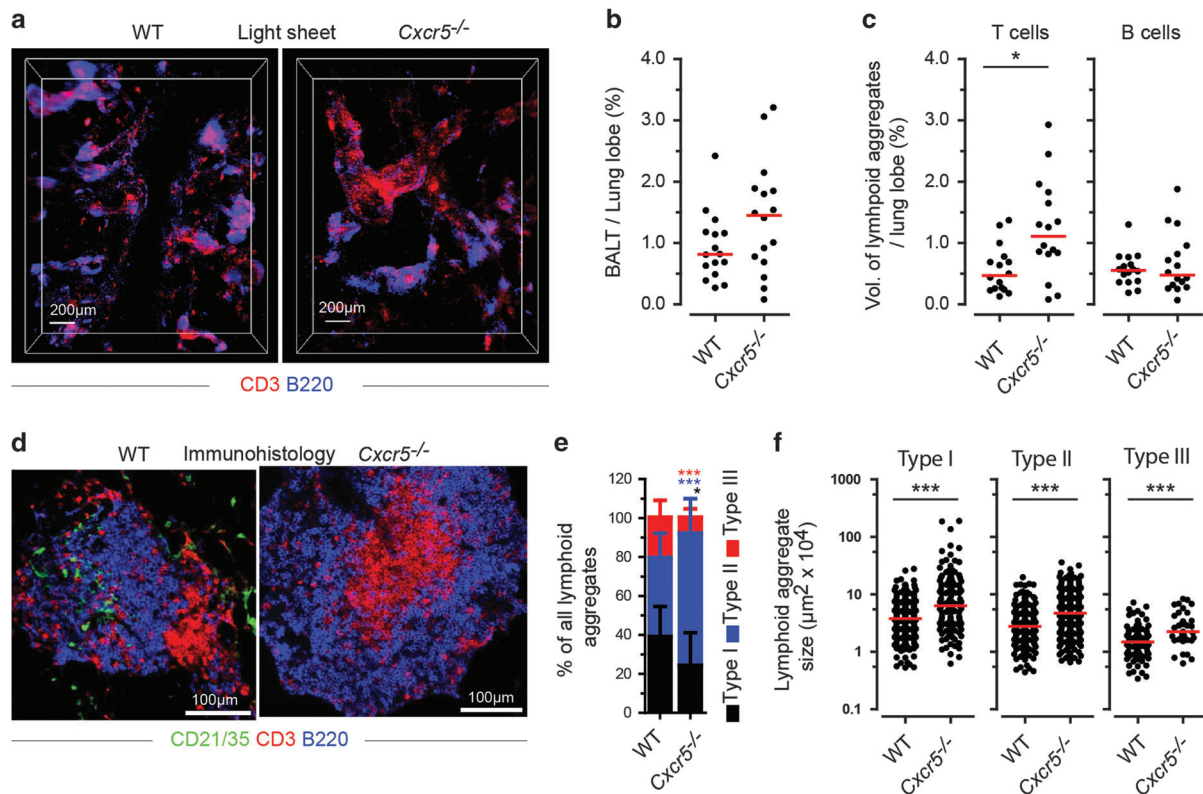 a
WT Light sheet Cxcr5-/-
200µm
200µm
CD3 B220
b
BALT / Lung lobe (%)
4.0
3.0
2.0
1.0
0.0
WT
Cxcr5-/-
c
T cells B cells
Vol. of lymhpoid aggregates
/ lung lobe (%)
4.0
3.0
2.0
1.0
0.0
*
WT
Cxcr5-/-
WT
Cxcr5-/-
d
WT Immunohistology Cxcr5-/-
100µm
100µm
CD21/35 CD3 B220
e
% of all lymphoid
aggregates
120
100
80
60
40
20
0
***
***
*
WT
Cxcr5-/-
Type I Type II Type III
f
Type I Type II Type III
Lymphoid aggregate
size (µm² x 10⁴)
1000
100
10
1
0.1
***
***
***
WT
Cxcr5-/-
WT
Cxcr5-/-
WT
Cxcr5-/-